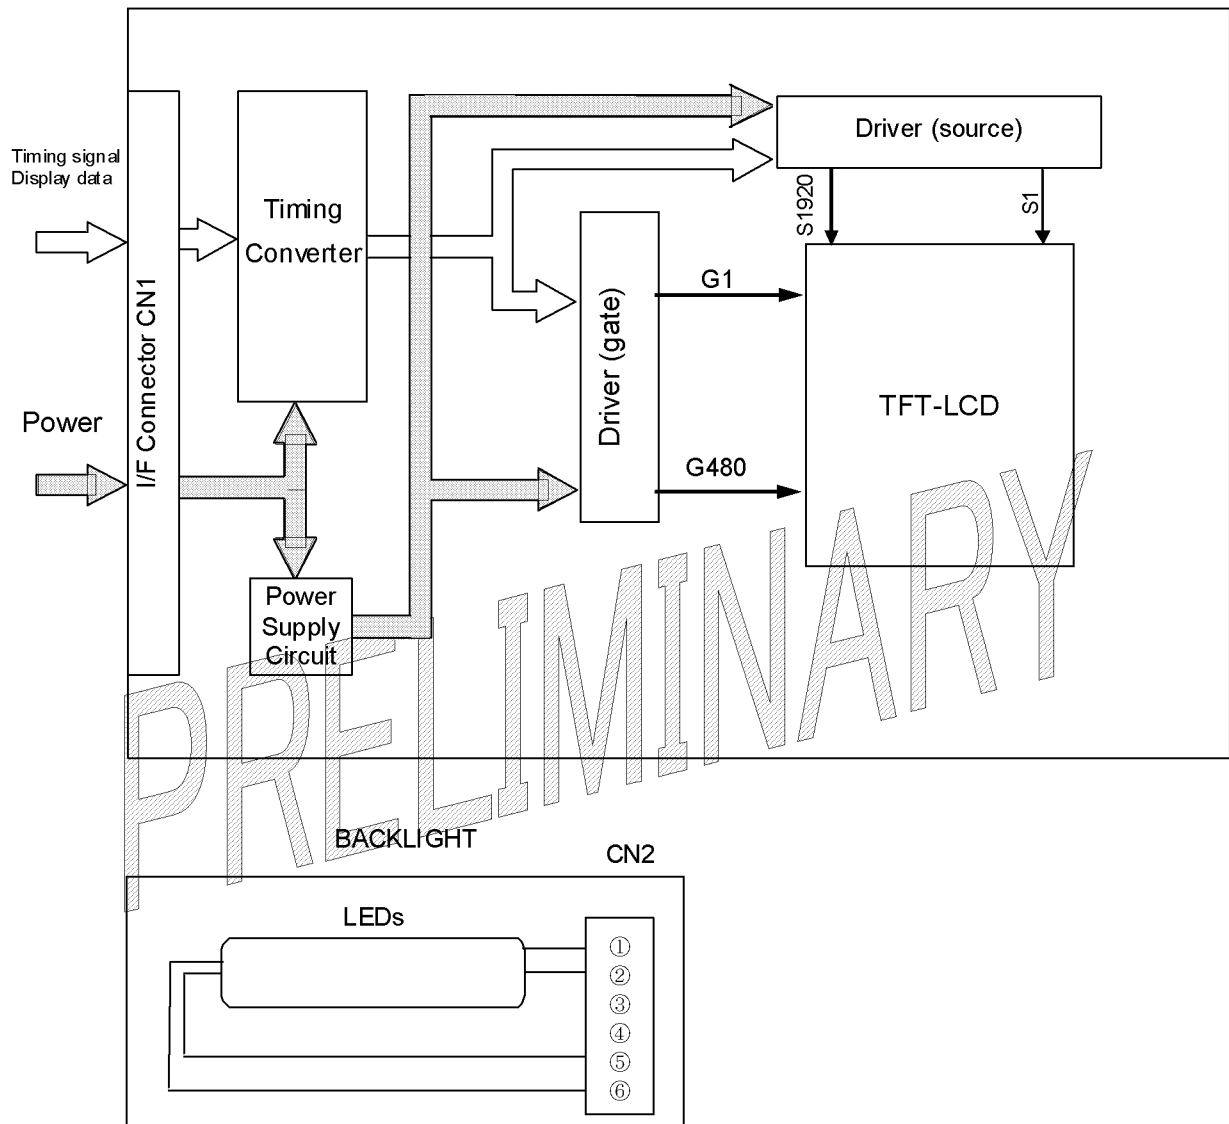 Timing signal
Display data
Power
I/F Connector CN1
Timing
Converter
Power
Supply
Circuit
Driver (gate)
Driver (source)
S1920
S1
G1
G480
TFT-LCD
PRELIMINARY
BACKLIGHT
CN2
LEDs
①
②
③
④
⑤
⑥